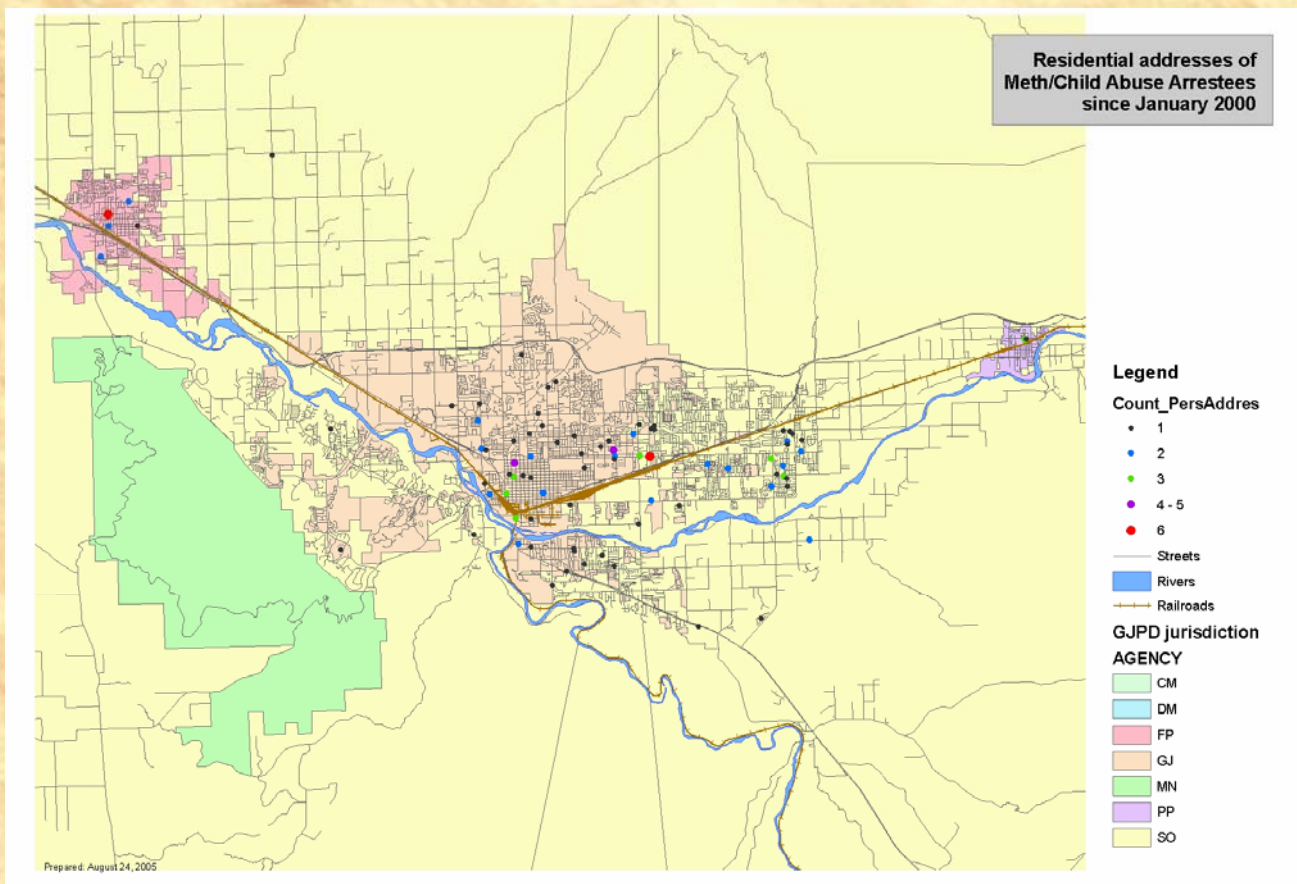 Residential addresses of
Meth/Child Abuse Arrestees
since January 2000
Legend
Count_PersAddres
1
2
3
4 - 5
6
Streets
Rivers
Railroads
GJPD jurisdiction
AGENCY
CM
DM
FP
GJ
MN
PP
SO
Prepared: August 24, 2005